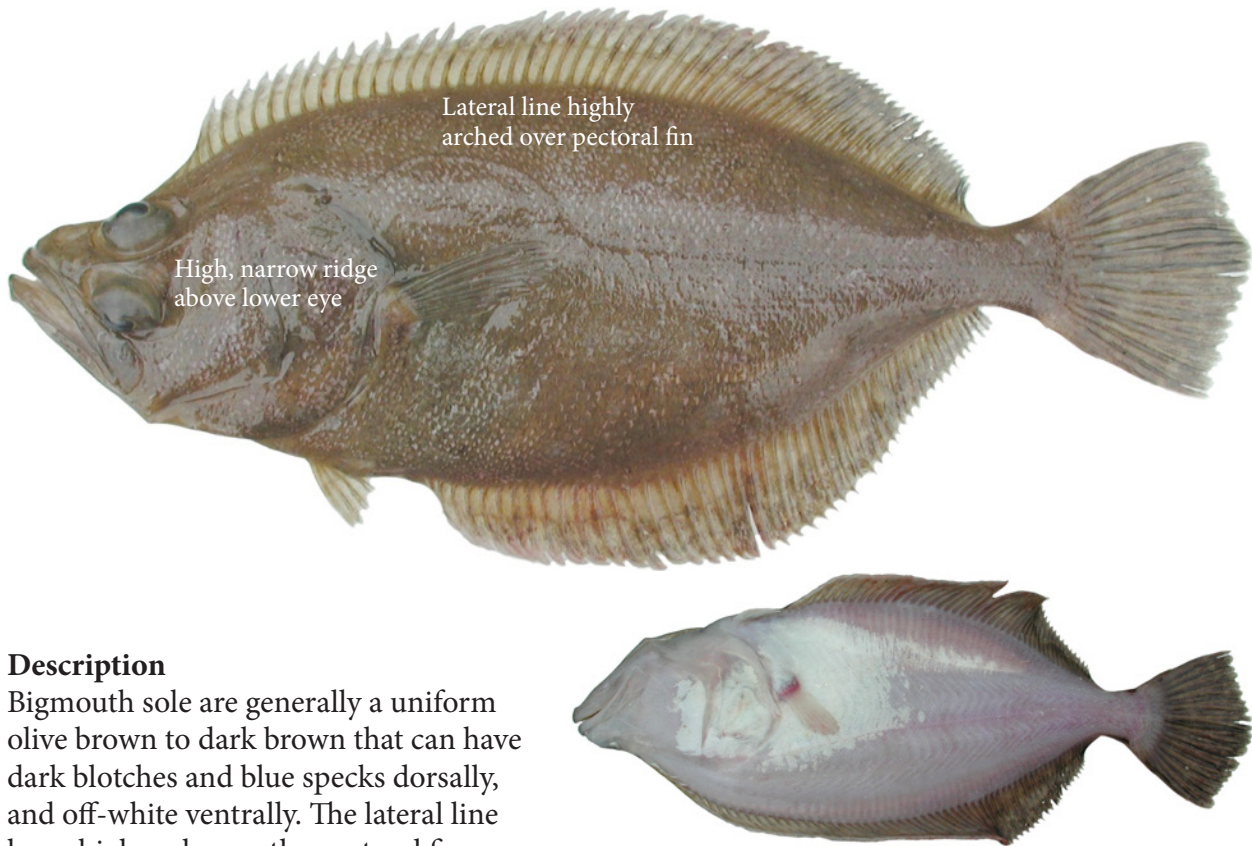 Lateral line highly
arched over pectoral fin
High, narrow ridge
above lower eye
Description
Bigmouth sole are generally a uniform
olive brown to dark brown that can have
dark blotches and blue specks dorsally,
and off-white ventrally. The lateral line